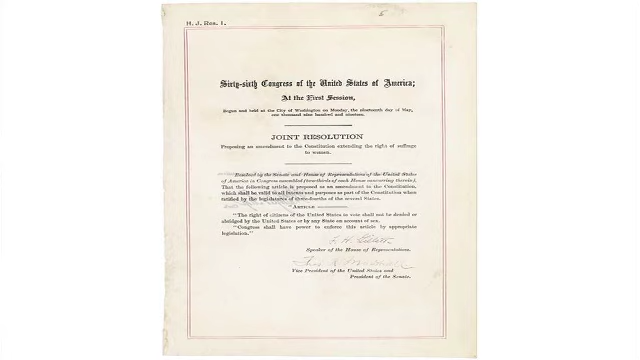 H. J. Res. 1.
Sixty-sixth Congress of the United States of America;
At the First Session,
Begun and held at the City of Washington on Monday, the nineteenth day of May,
one thousand nine hundred and nineteen.
JOINT RESOLUTION
Proposing an amendment to the Constitution extending the right of suffrage
to women.
Resolved by the Senate and House of Representatives of the United States
of America in Congress assembled (two-thirds of each House concurring therein),
That the following article is proposed as an amendment to the Constitution,
which shall be valid to all intents and purposes as part of the Constitution when
ratified by the legislatures of three-fourths of the several States.
"Article ———.
"The right of citizens of the United States to vote shall not be denied or
abridged by the United States or by any State on account of sex.
"Congress shall have power to enforce this article by appropriate
legislation."
F. H. Gillett
Speaker of the House of Representatives.
Thos. R. Marshall
Vice President of the United States and
President of the Senate.